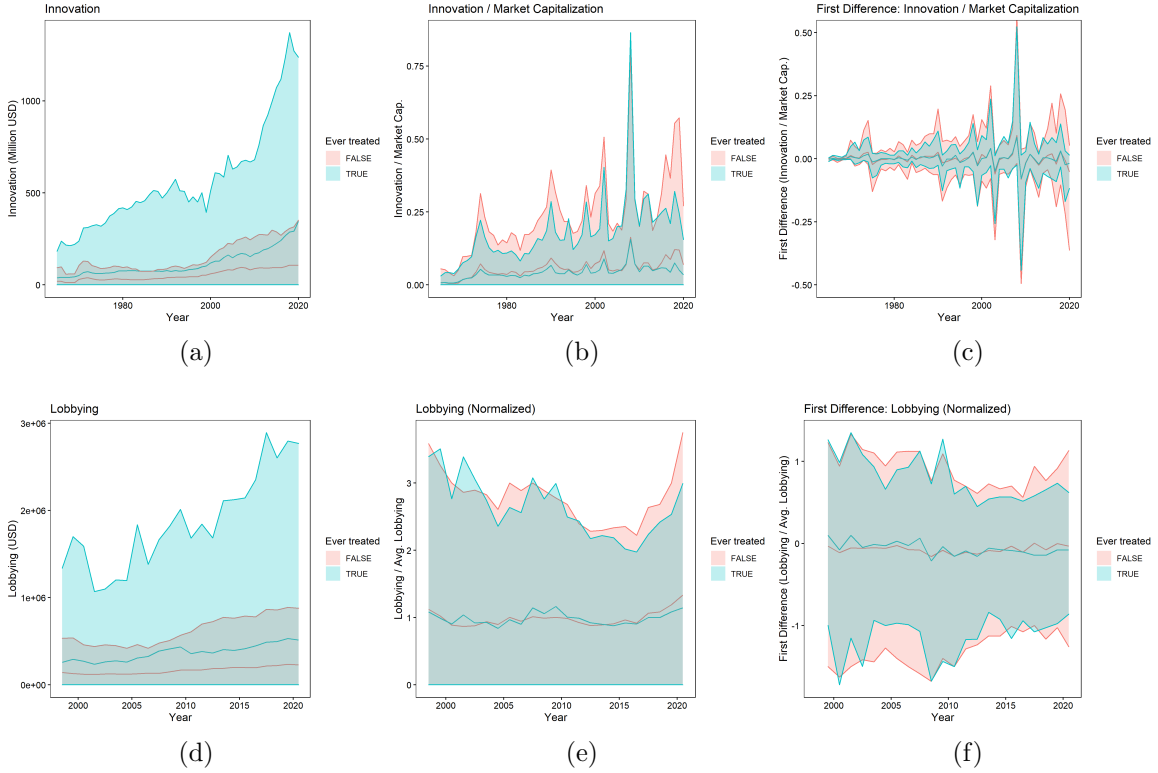 Innovation
Innovation (Million USD)
1000
500
0
1980
2000
2020
Year
Ever treated
FALSE
TRUE
(a)
Innovation / Market Capitalization
Innovation / Market Cap.
0.75
0.50
0.25
0.00
1980
2000
2020
Year
Ever treated
FALSE
TRUE
(b)
First Difference: Innovation / Market Capitalization
First Difference (Innovation / Market Cap.)
0.50
0.25
0.00
-0.25
-0.50
1980
2000
2020
Year
Ever treated
FALSE
TRUE
(c)
Lobbying
Lobbying (USD)
3e+06
2e+06
1e+06
0e+00
2000
2005
2010
2015
2020
Year
Ever treated
FALSE
TRUE
(d)
Lobbying (Normalized)
Lobbying / Avg. Lobbying
3
2
1
0
2000
2005
2010
2015
2020
Year
Ever treated
FALSE
TRUE
(e)
First Difference: Lobbying (Normalized)
First Difference (Lobbying / Avg. Lobbying)
1
0
-1
2000
2005
2010
2015
2020
Year
Ever treated
FALSE
TRUE
(f)